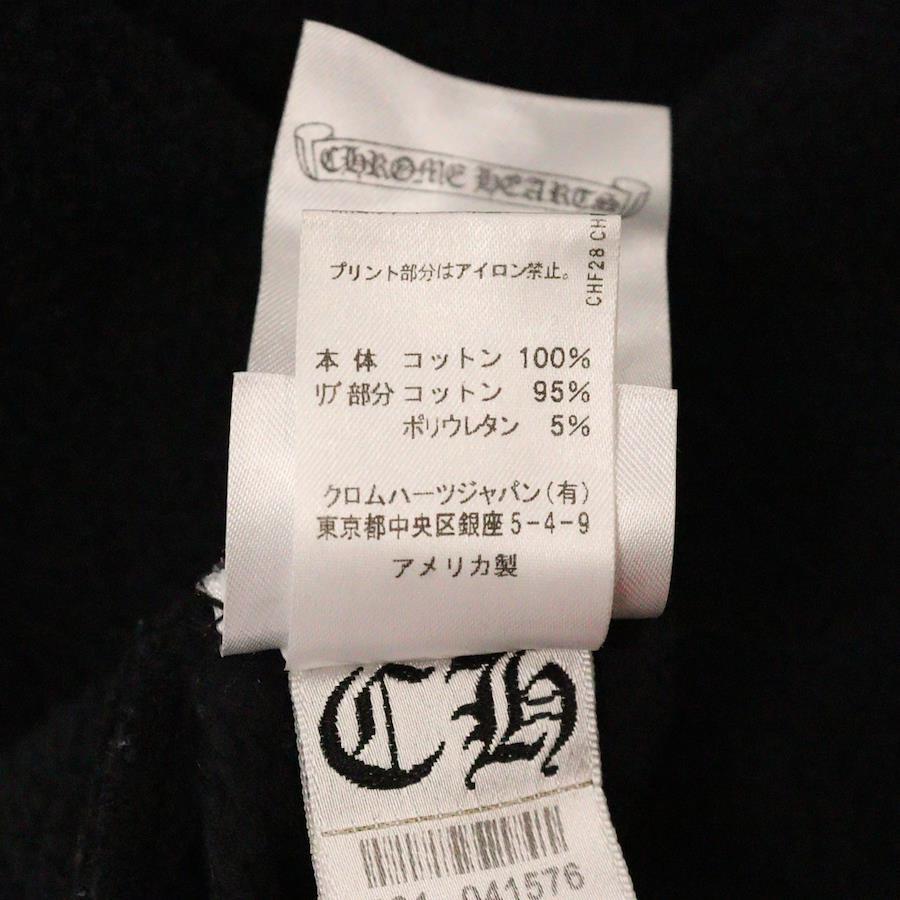 CHROME HEARTS
CHF28 CH
プリント部分はアイロン禁止。
本体 コットン 100%
リブ部分 コットン 95%
ポリウレタン 5%
クロムハーツジャパン(有)
東京都中央区銀座5-4-9
アメリカ製
CH
041576